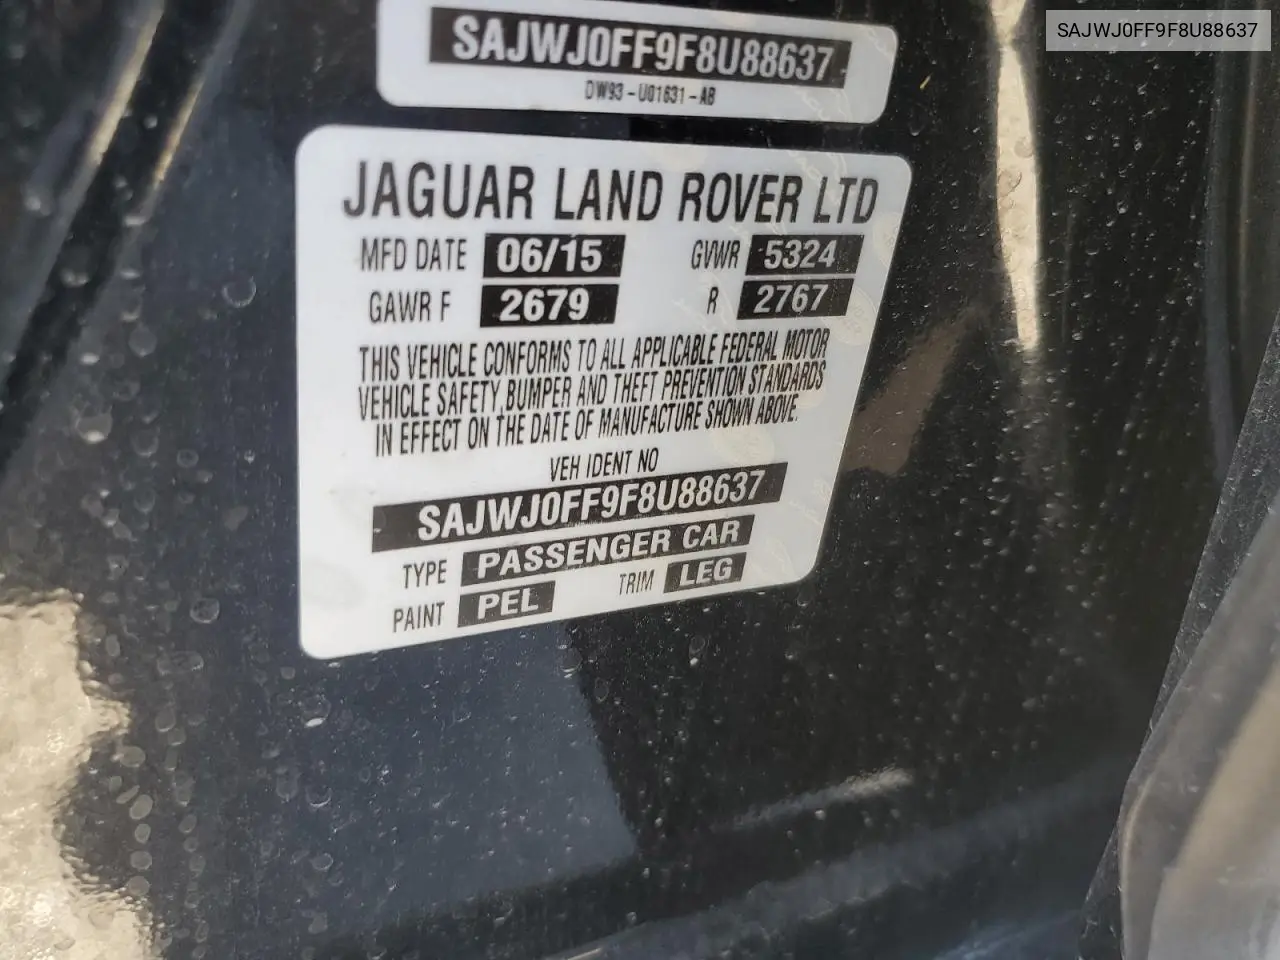 SAJWJ0FF9F8U88637
SAJWJ0FF9F8U88637
DW93-U01631-AB
JAGUAR LAND ROVER LTD
MFD DATE 06/15 GVWR 5324
GAWR F 2679 R 2767
THIS VEHICLE CONFORMS TO ALL APPLICABLE FEDERAL MOTOR
VEHICLE SAFETY, BUMPER AND THEFT PREVENTION STANDARDS
IN EFFECT ON THE DATE OF MANUFACTURE SHOWN ABOVE.
VEH IDENT NO
SAJWJ0FF9F8U88637
TYPE PASSENGER CAR
PAINT PEL TRIM LEG